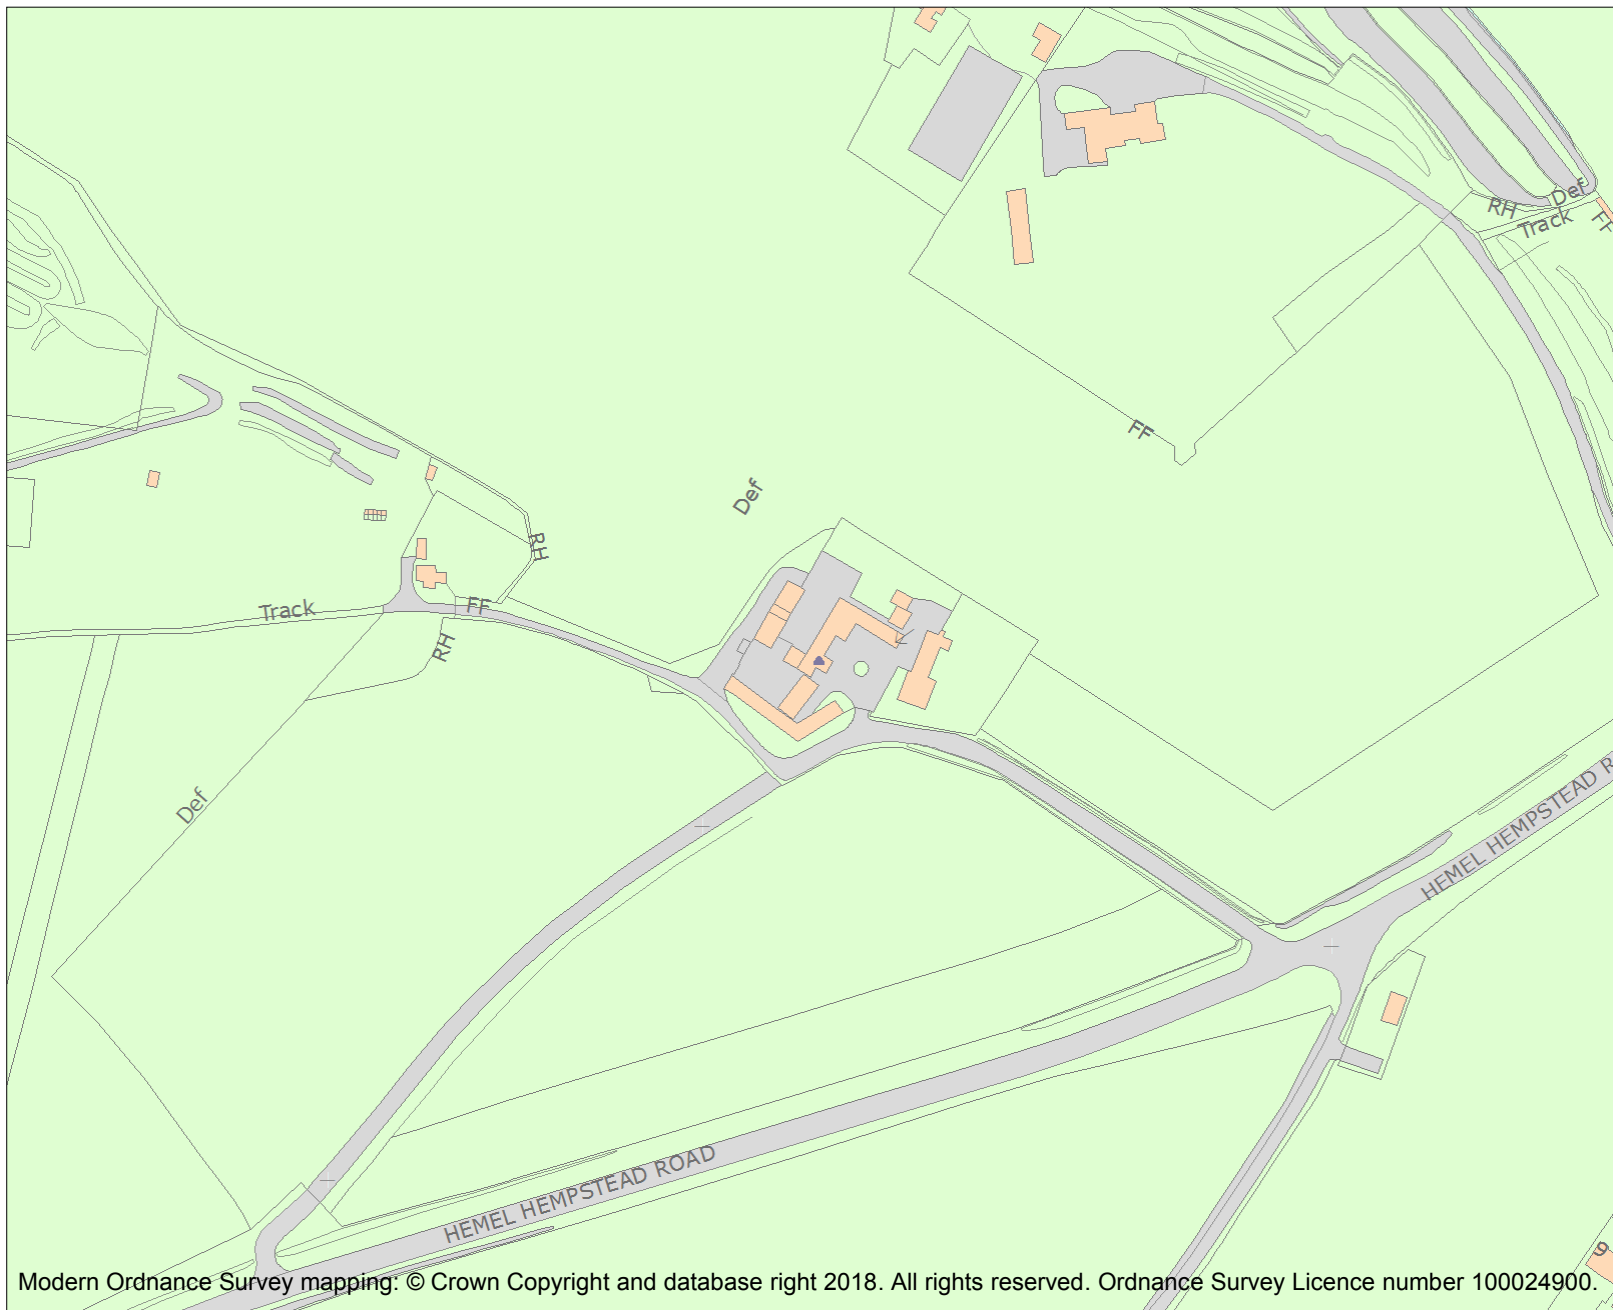 RH
Def
Track
FF
FF
Def
RH
Track
FF
RH
Def
HEMEL HEMPSTEAD R
HEMEL HEMPSTEAD ROAD
9
Modern Ordnance Survey mapping: © Crown Copyright and database right 2018. All rights reserved. Ordnance Survey Licence number 100024900.